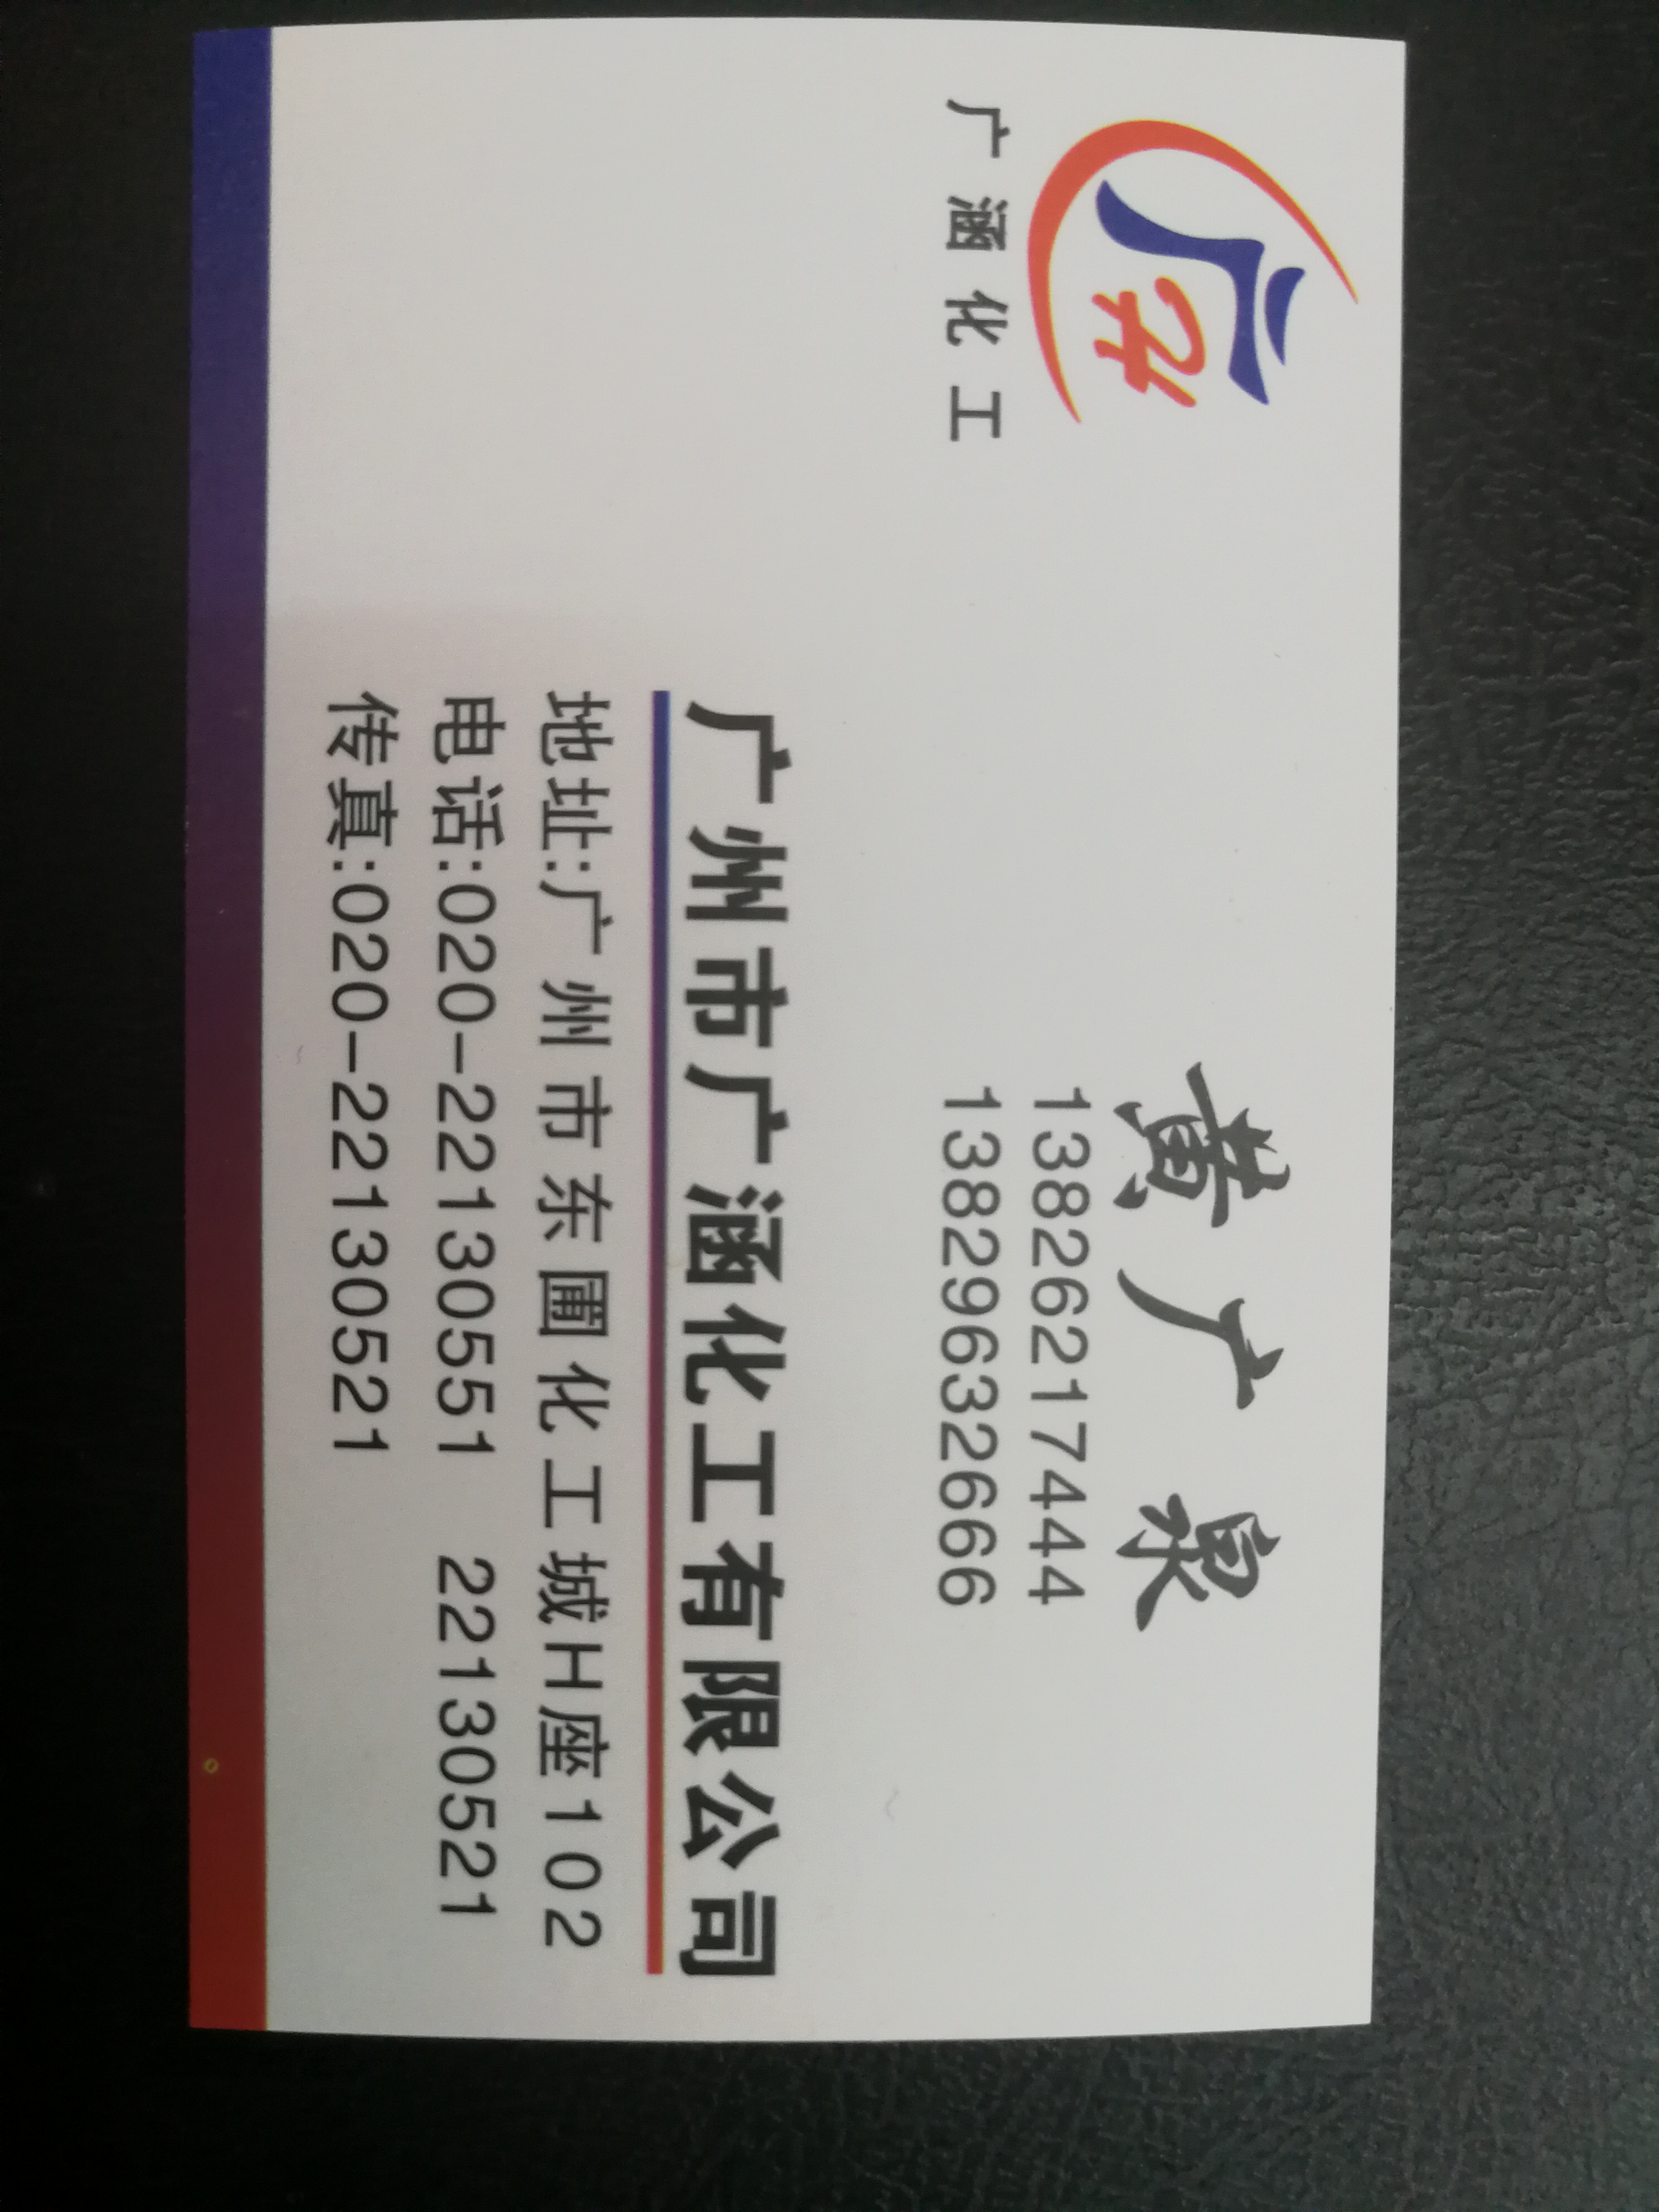 广化
广涵化工
黄广泉
13826217444
13829632666
广州市广涵化工有限公司
地址:广州市东圃化工城H座102
电话:020-22130551 22130521
传真:020-22130521